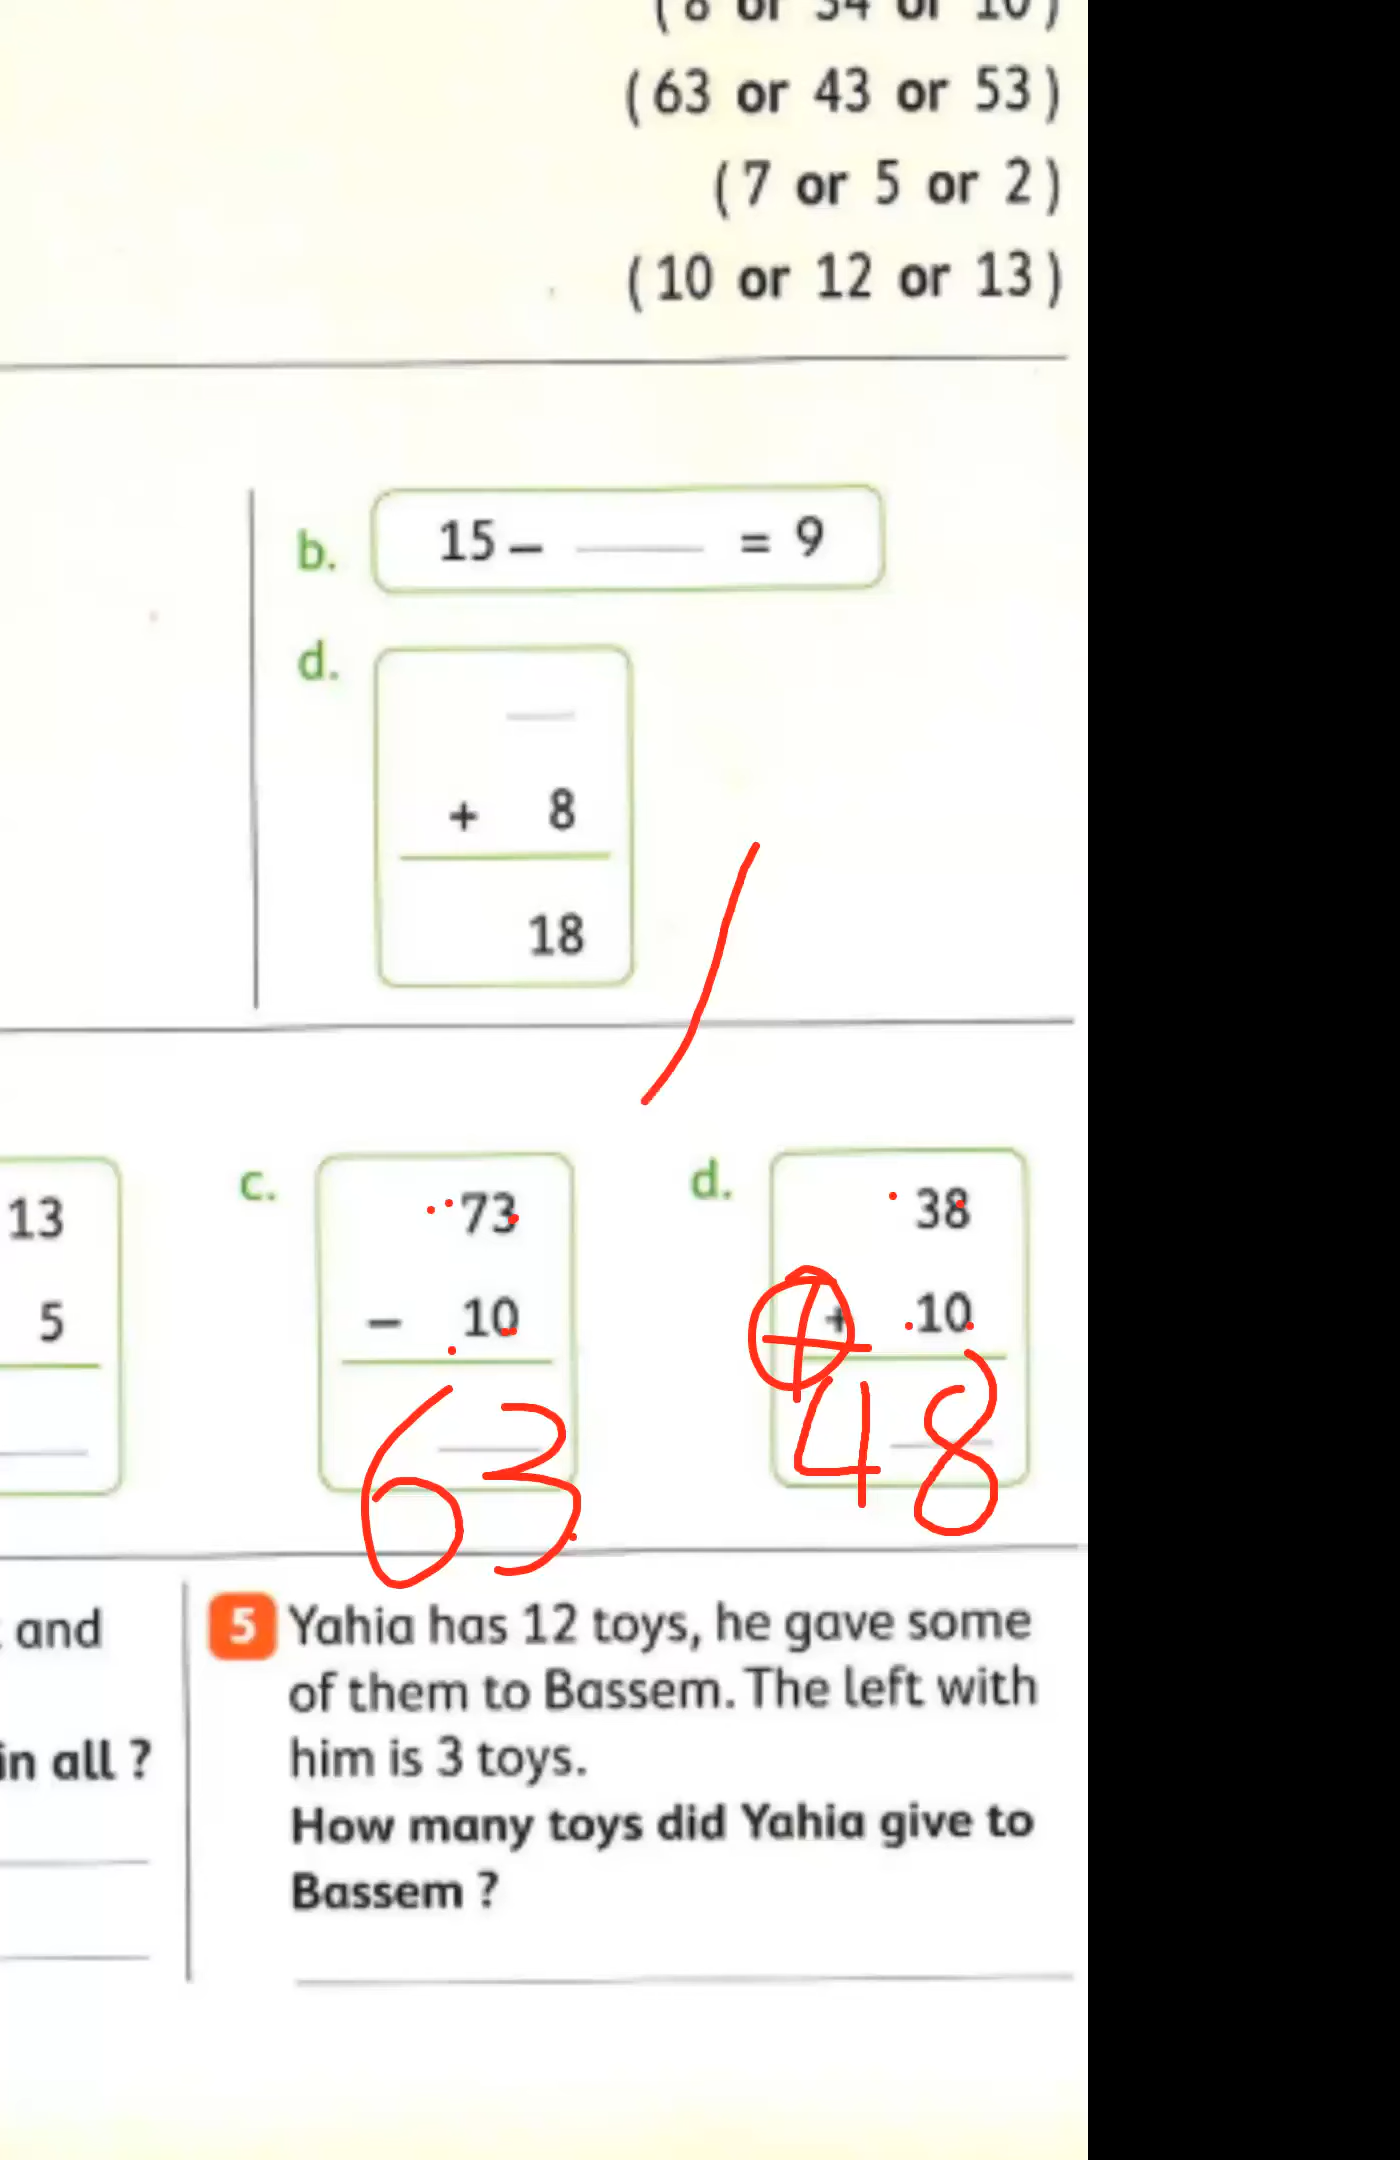 (63 or 43 or 53)
(7 or 5 or 2)
(10 or 12 or 13)
b. 15 – ____ = 9
d.
__
+ 8
18
13
5
c.
73
– 10
63
d.
38
+ 10
+
48
and
in all ?
5 Yahia has 12 toys, he gave some
of them to Bassem. The left with
him is 3 toys.
How many toys did Yahia give to
Bassem ?